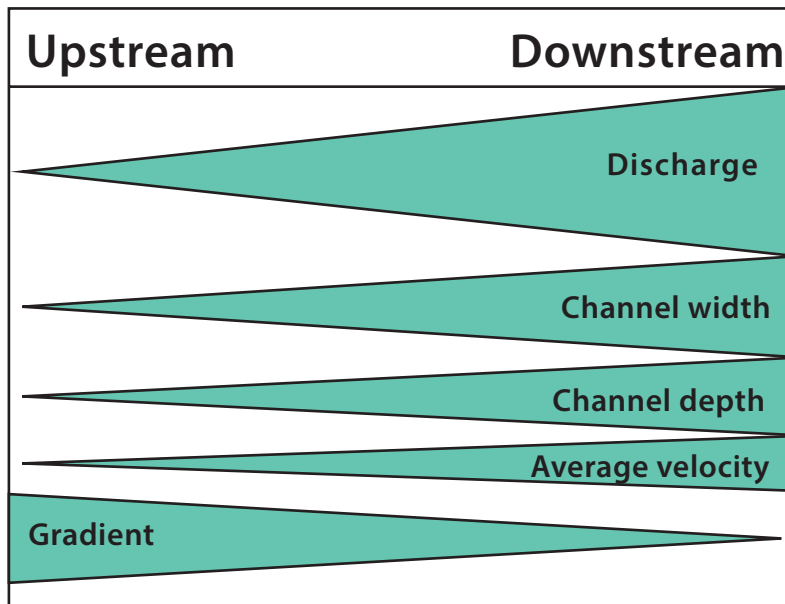 Upstream Downstream
Discharge
Channel width
Channel depth
Average velocity
Gradient